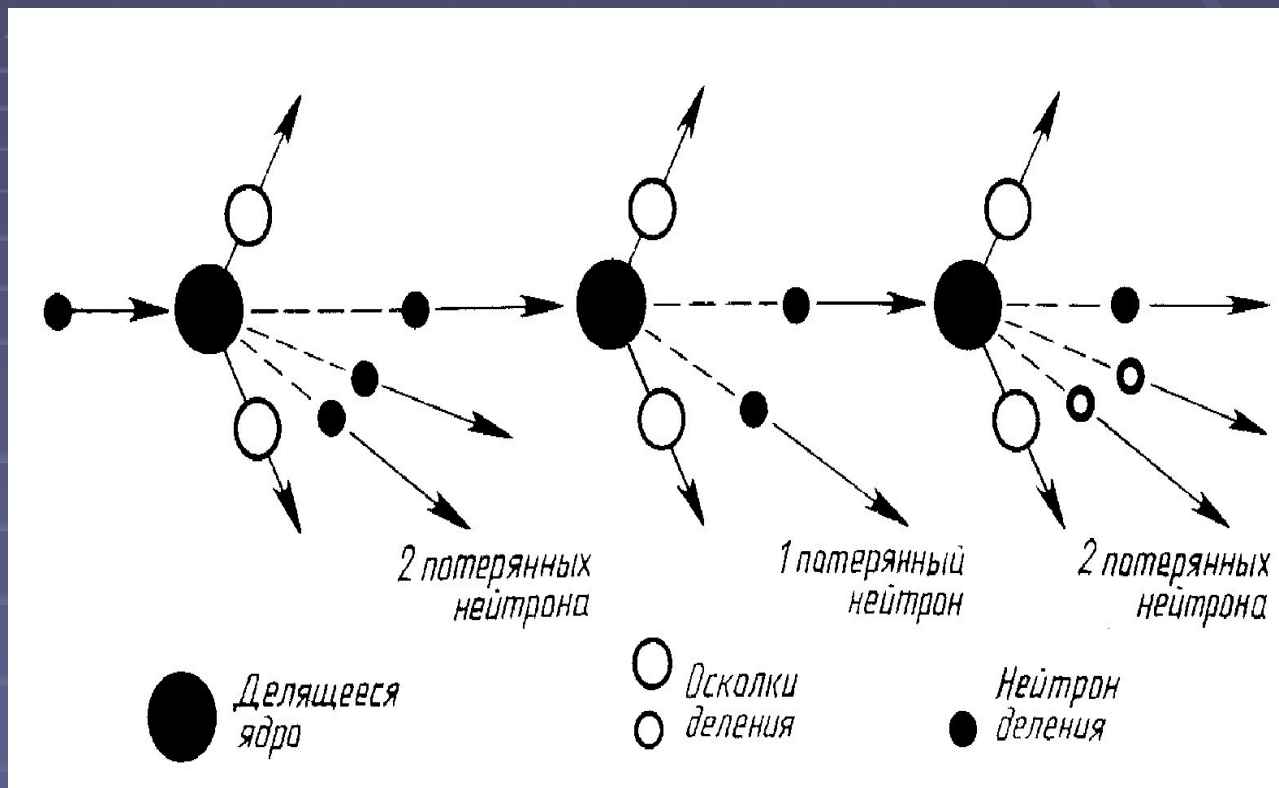 2 потерянных
нейтрона
1 потерянный
нейтрон
2 потерянных
нейтрона
Делящееся
ядро
Осколки
деления
Нейтрон
деления